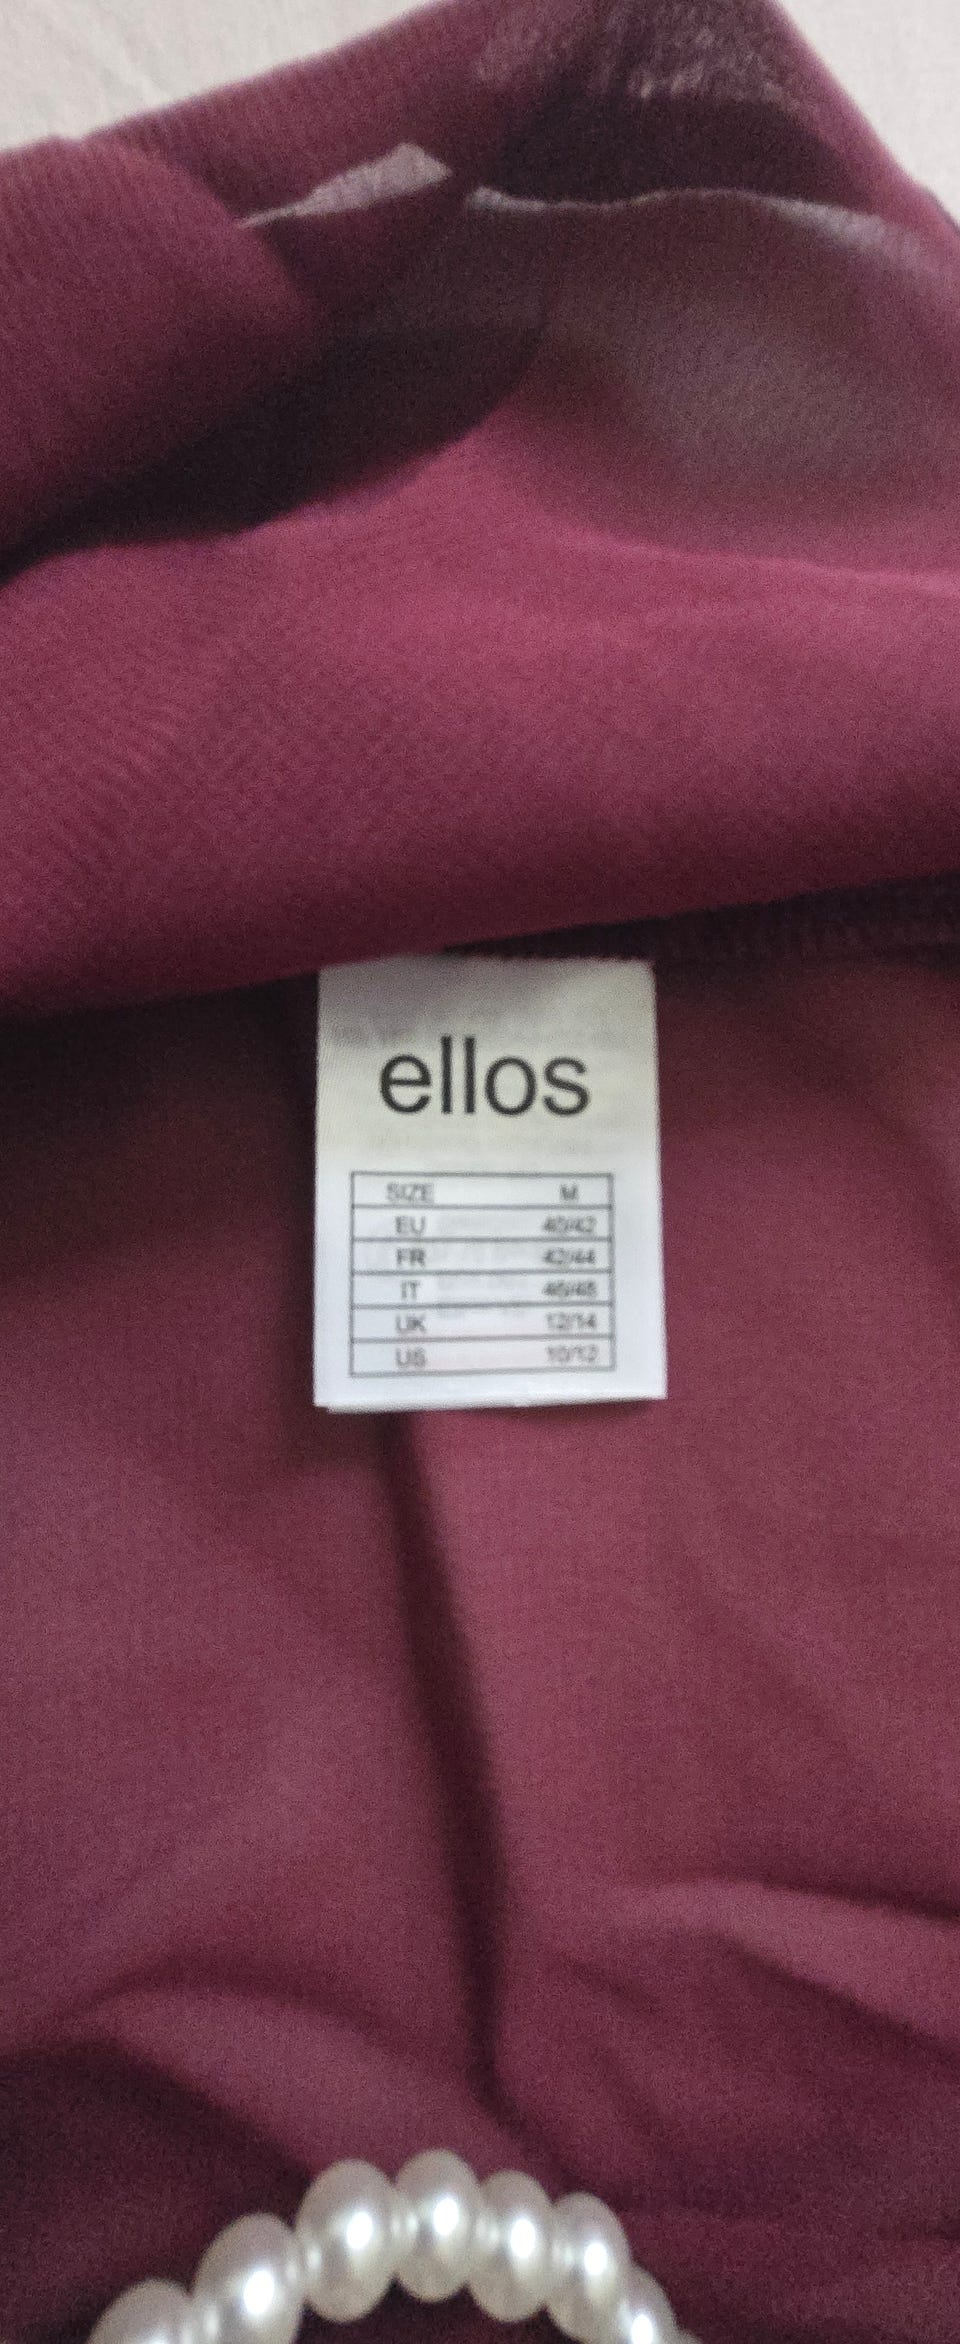 ellos
SIZE M
EU 40/42
FR 42/44
IT 46/48
UK 12/14
US 10/12